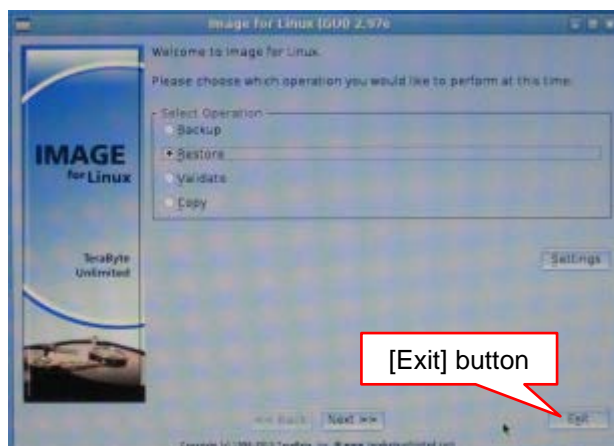 Image for Linux (GUI) 2.97e
Welcome to Image for Linux.
Please choose which operation you would like to perform at this time:
Select Operation
Backup
Restore
Validate
Copy
IMAGE
for Linux
TeraByte
Unlimited
Settings
[Exit] button
<< Back
Next >>
Exit